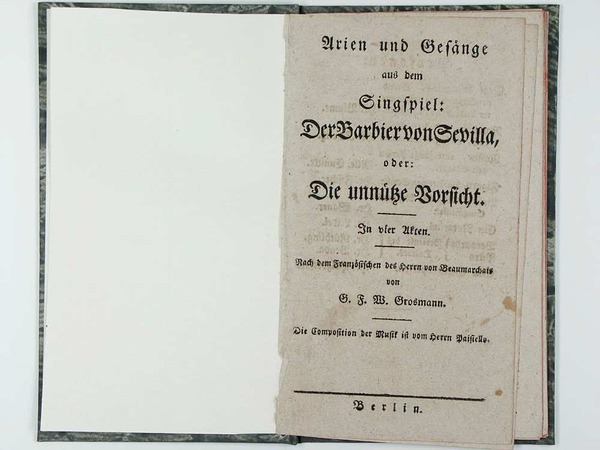 Arien und Gesänge
aus dem
Singspiel:
Der Barbier von Sevilla,
oder:
Die unnütze Vorsicht.
In vier Akten.
Nach dem Französischen des Herrn von Beaumarchais
von
G. F. W. Grosmann.
Die Composition der Musik ist vom Herrn Paisiello.
Berlin.